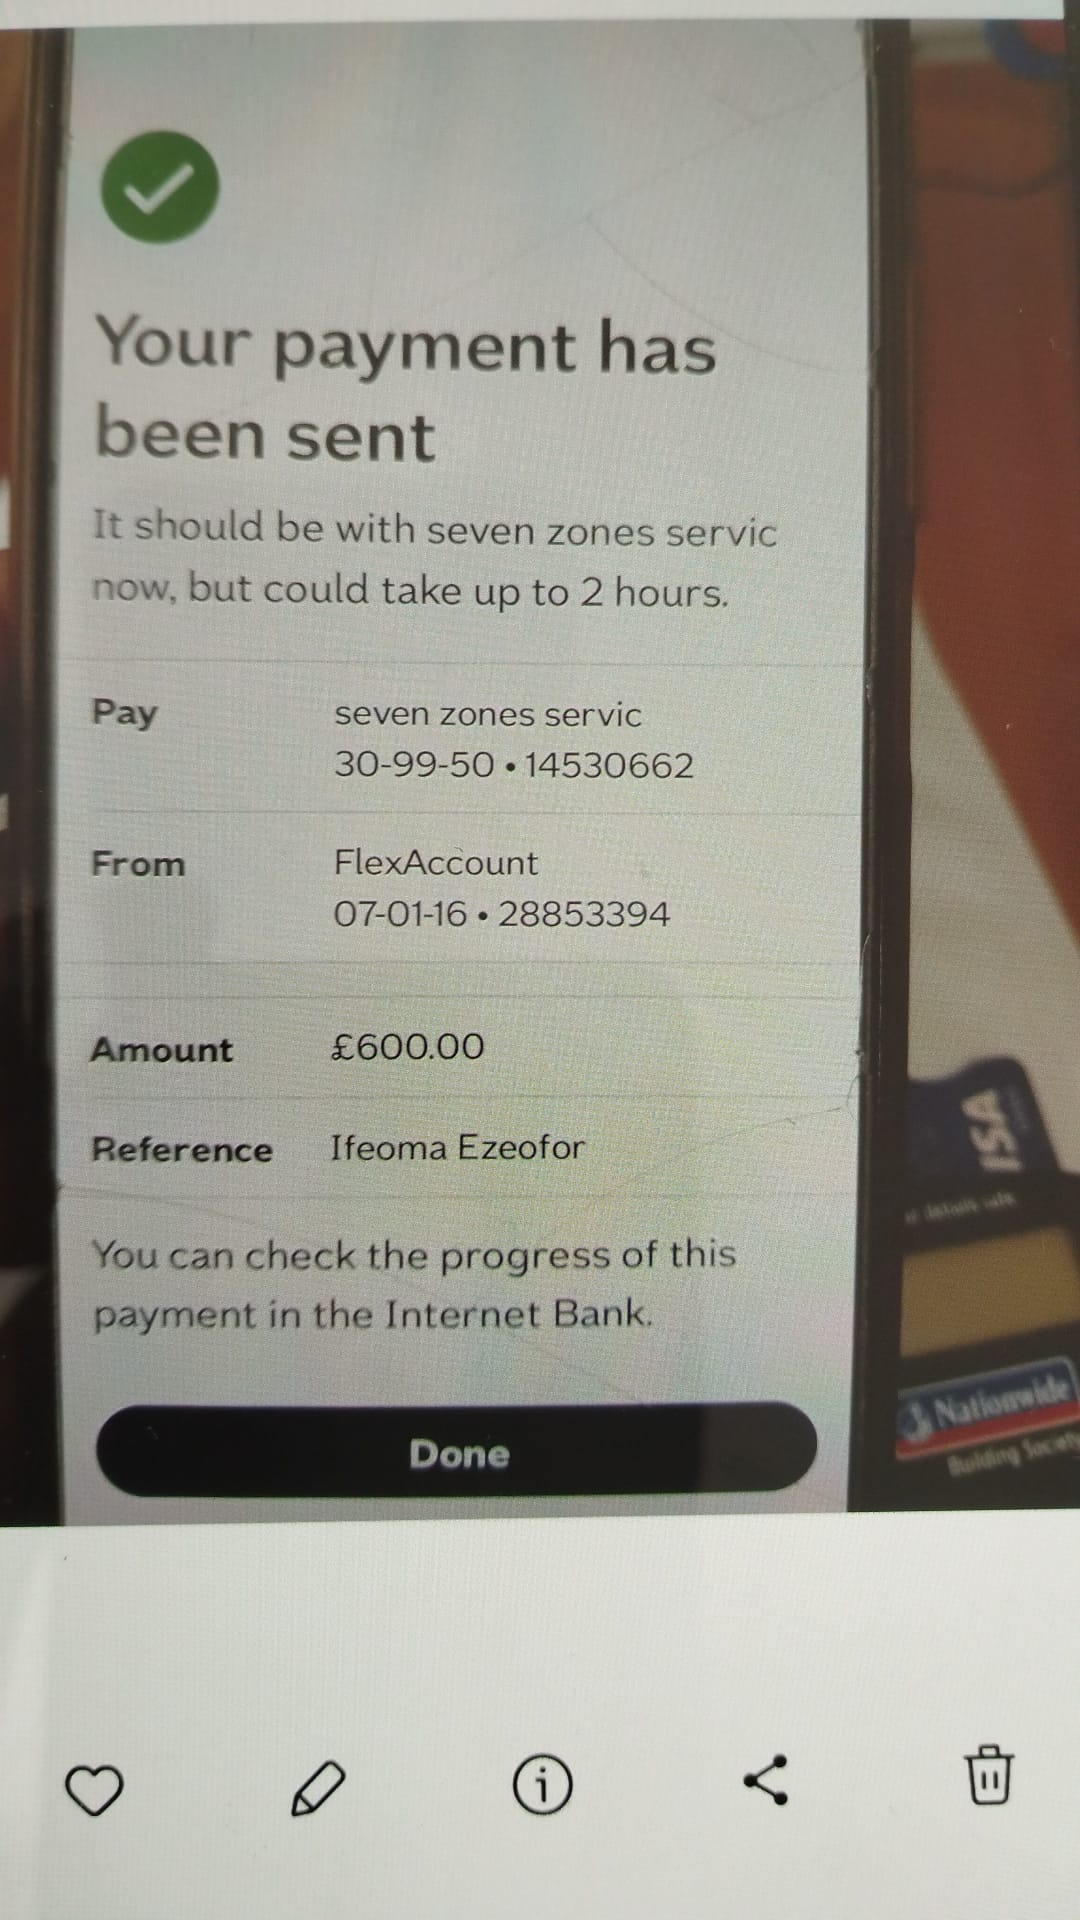 Your payment has
been sent
It should be with seven zones servic
now, but could take up to 2 hours.
Pay seven zones servic
30-99-50 • 14530662
From FlexAccount
07-01-16 • 28853394
Amount £600.00
Reference Ifeoma Ezeofor
You can check the progress of this
payment in the Internet Bank.
Done
Nationwide
Building Society